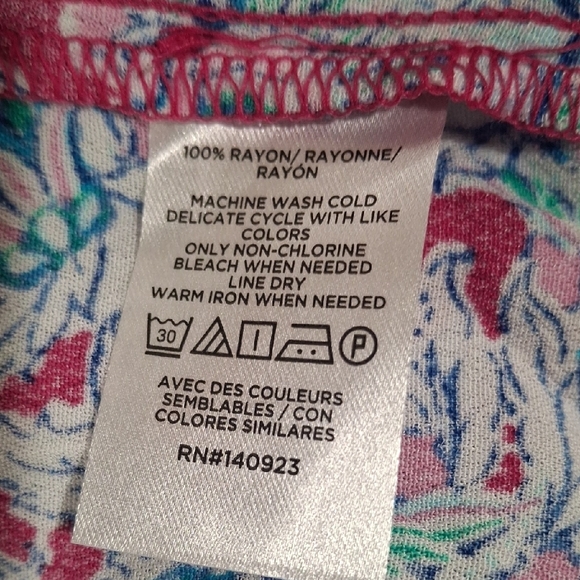 100% RAYON/ RAYONNE/
RAYÓN
MACHINE WASH COLD
DELICATE CYCLE WITH LIKE
COLORS
ONLY NON-CHLORINE
BLEACH WHEN NEEDED
LINE DRY
WARM IRON WHEN NEEDED
30 P
AVEC DES COULEURS
SEMBLABLES / CON
COLORES SIMILARES
RN#140923